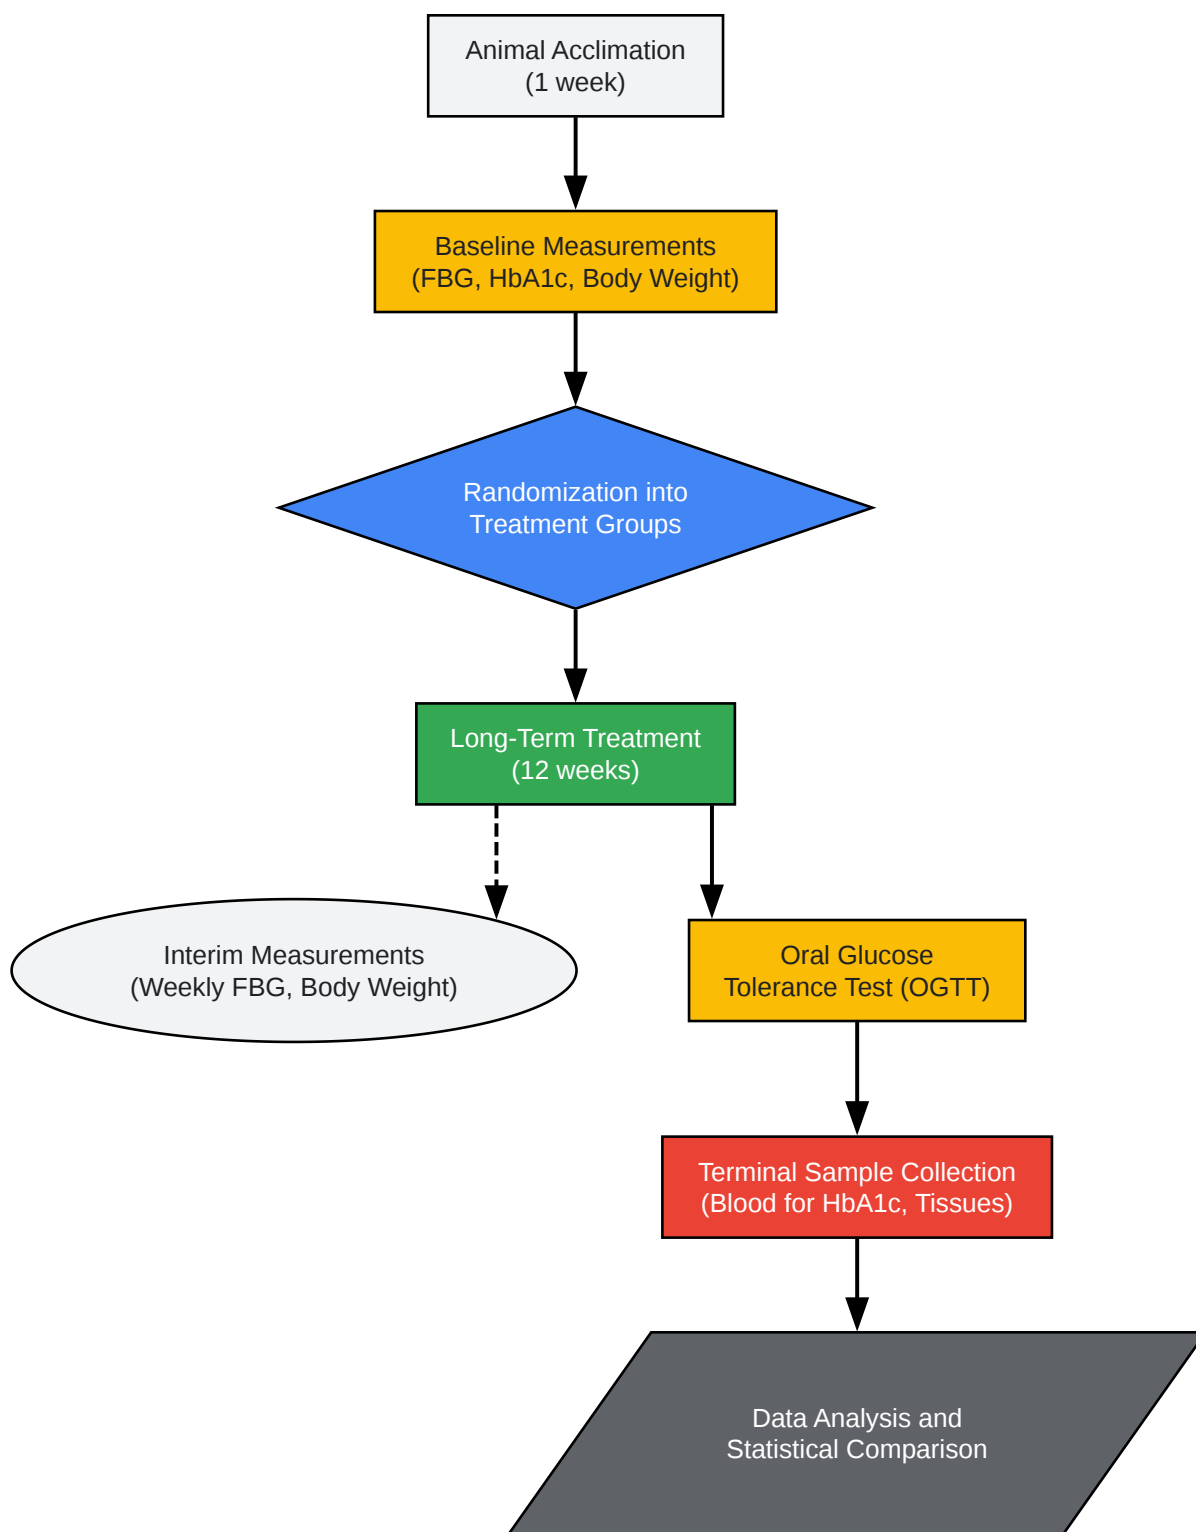 Animal Acclimation
(1 week)
Baseline Measurements
(FBG, HbA1c, Body Weight)
Randomization into
Treatment Groups
Long-Term Treatment
(12 weeks)
Interim Measurements
(Weekly FBG, Body Weight)
Oral Glucose
Tolerance Test (OGTT)
Terminal Sample Collection
(Blood for HbA1c, Tissues)
Data Analysis and
Statistical Comparison